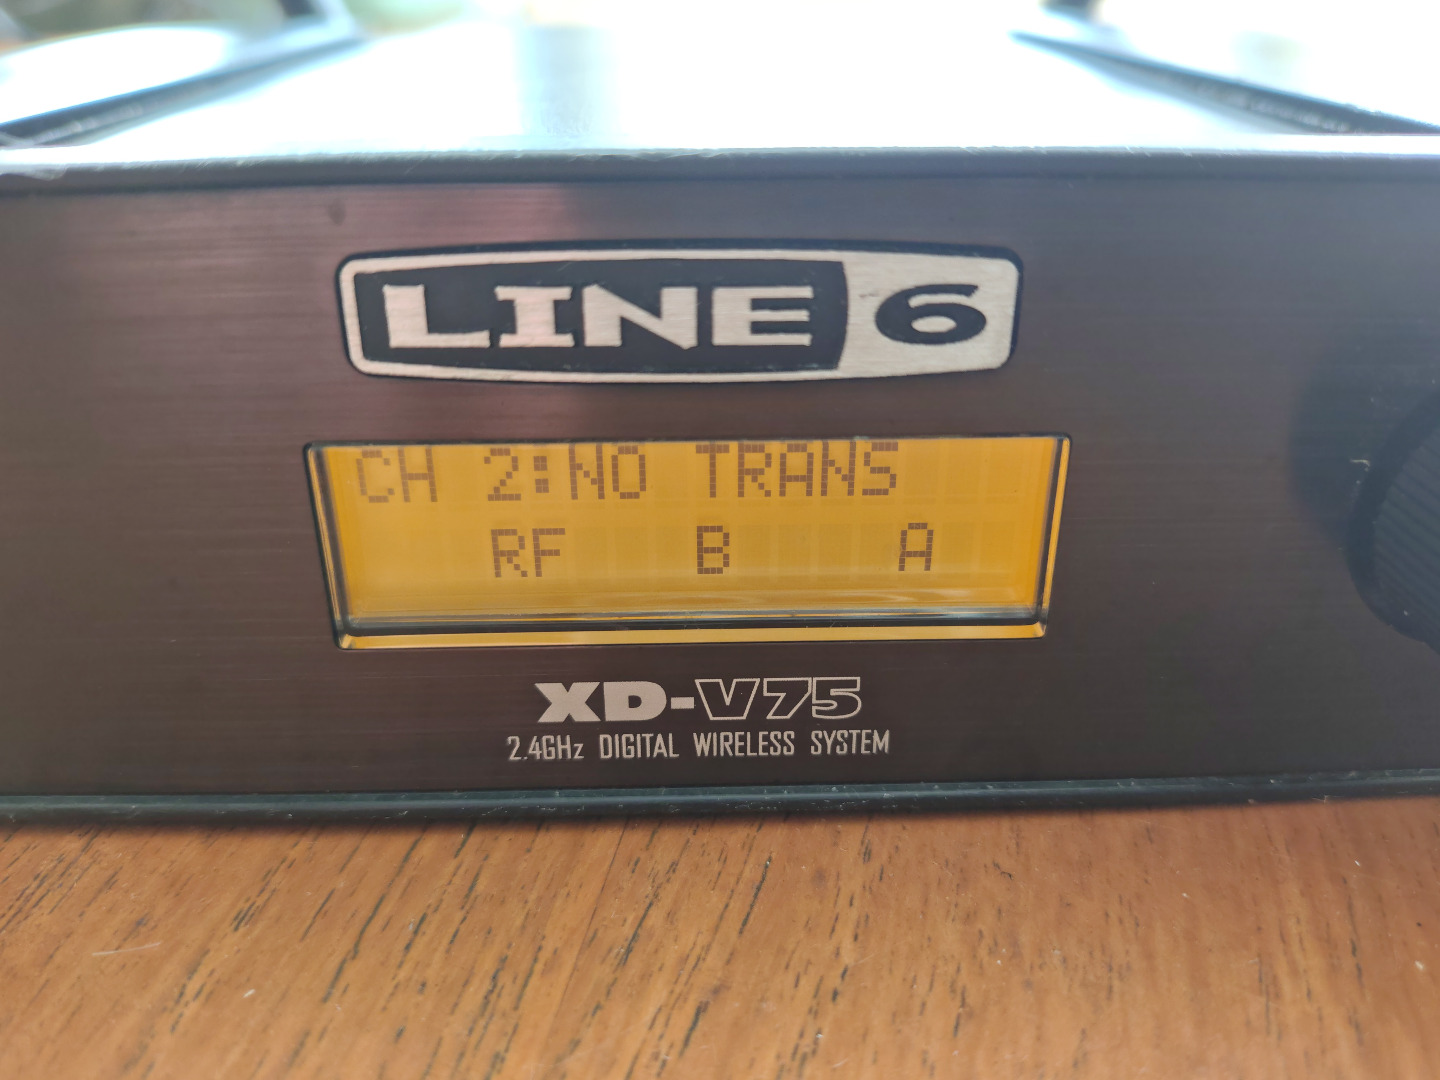 LINE 6
CH 2:NO TRANS
RF B A
XD-V75
2.4GHz DIGITAL WIRELESS SYSTEM